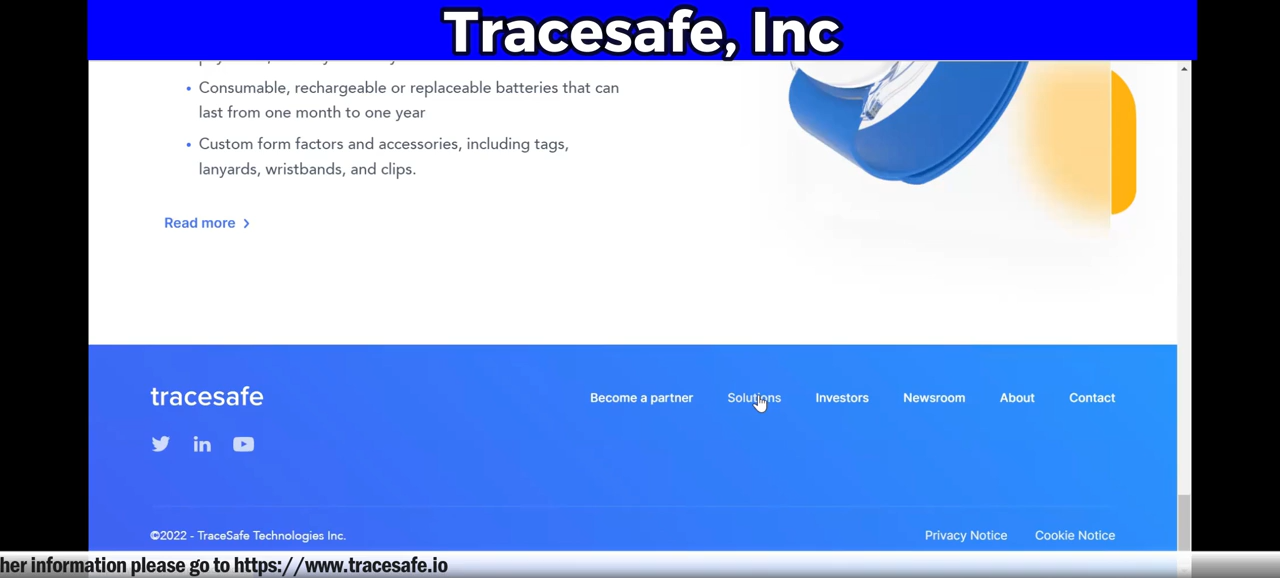 Tracesafe, Inc
Consumable, rechargeable or replaceable batteries that can
last from one month to one year
Custom form factors and accessories, including tags,
lanyards, wristbands, and clips.
Read more
tracesafe
Become a partner Solutions Investors Newsroom About Contact
in
©2022 - TraceSafe Technologies Inc.
Privacy Notice Cookie Notice
her information please go to https://www.tracesafe.io